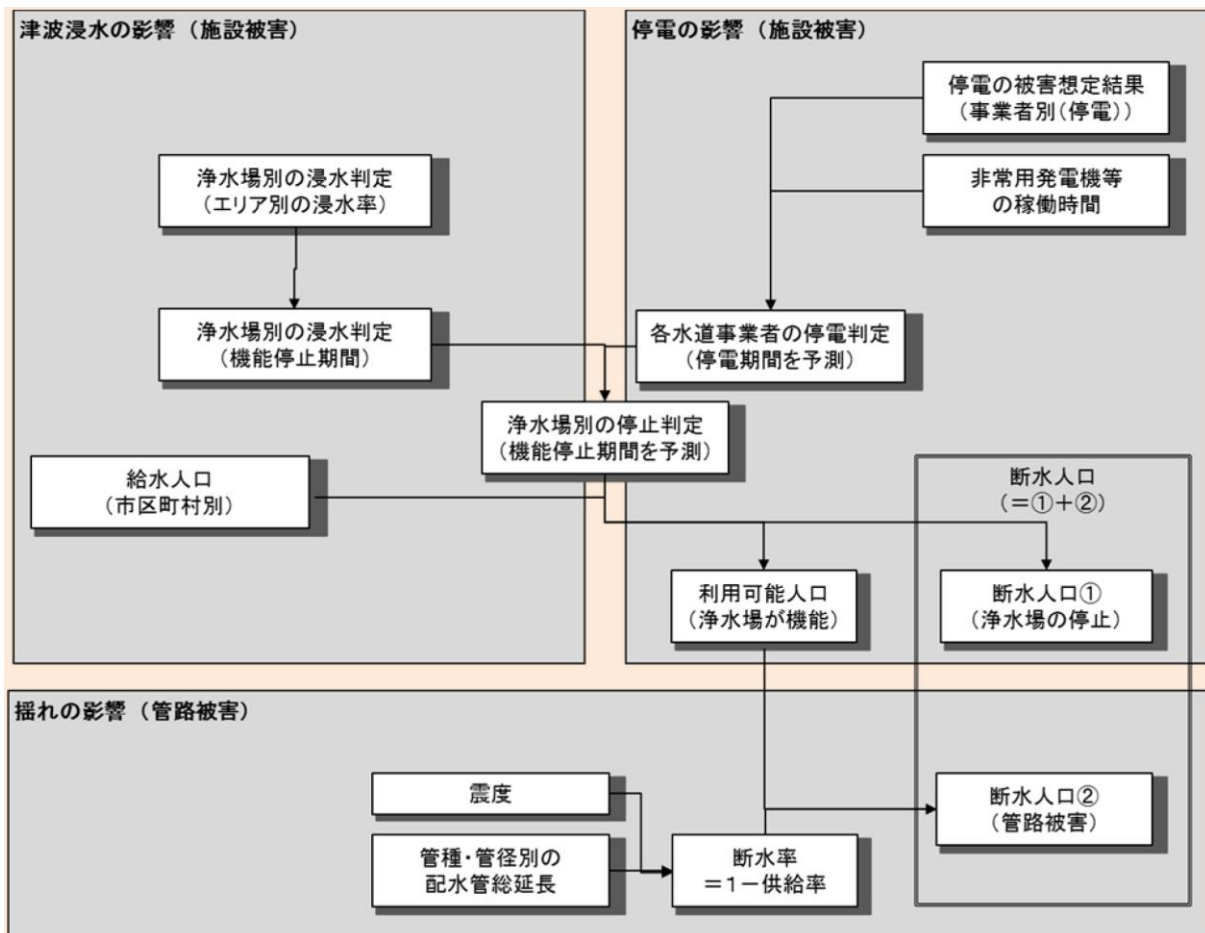 津波浸水の影響（施設被害）
浄水場別の浸水判定
（エリア別の浸水率）
浄水場別の浸水判定
（機能停止期間）
給水人口
（市区町村別）
停電の影響（施設被害）
停電の被害想定結果
（事業者別（停電））
非常用発電機等
の稼働時間
各水道事業者の停電判定
（停電期間を予測）
浄水場別の停止判定
（機能停止期間を予測）
断水人口
（＝①＋②）
利用可能人口
（浄水場が機能）
断水人口①
（浄水場の停止）
揺れの影響（管路被害）
震度
管種・管径別の
配水管総延長
断水率
＝１－供給率
断水人口②
（管路被害）